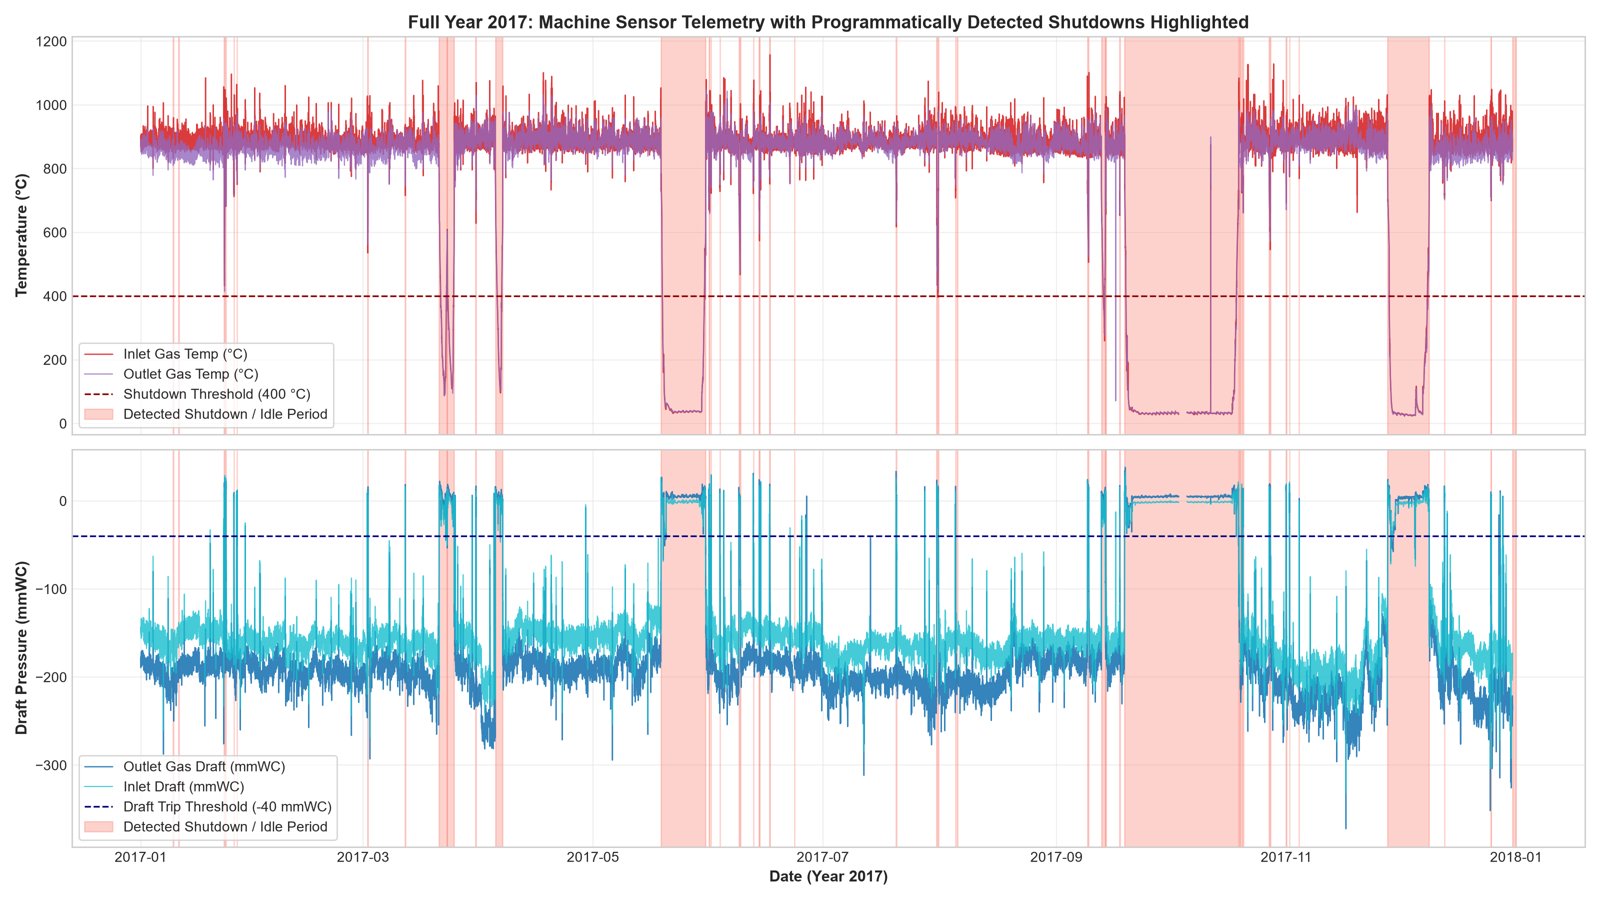 Full Year 2017: Machine Sensor Telemetry with Programmatically Detected Shutdowns Highlighted
Temperature (°C)
1200
1000
800
600
400
200
0
Inlet Gas Temp (°C)
Outlet Gas Temp (°C)
Shutdown Threshold (400 °C)
Detected Shutdown / Idle Period
Draft Pressure (mmWC)
0
−100
−200
−300
Outlet Gas Draft (mmWC)
Inlet Draft (mmWC)
Draft Trip Threshold (-40 mmWC)
Detected Shutdown / Idle Period
2017-01 2017-03 2017-05 2017-07 2017-09 2017-11 2018-01
Date (Year 2017)